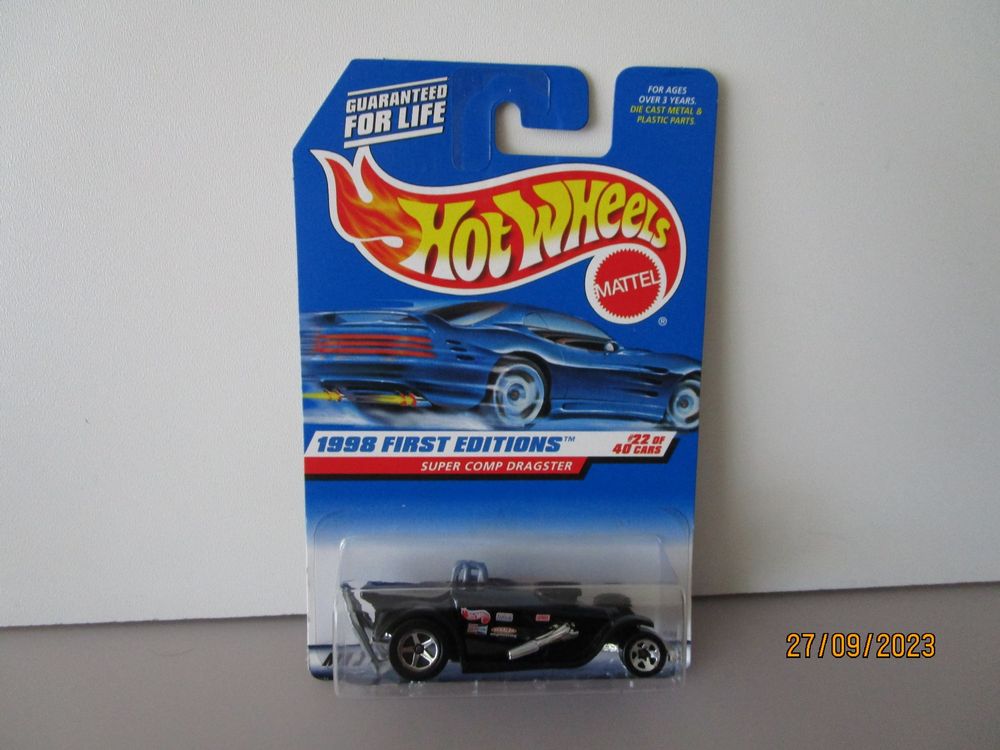 GUARANTEED
FOR LIFE
FOR AGES
OVER 3 YEARS.
DIE CAST METAL &
PLASTIC PARTS.
HOT WHEELS
MATTEL
®
1998 FIRST EDITIONS™
#22 OF
40 CARS
SUPER COMP DRAGSTER
27/09/2023